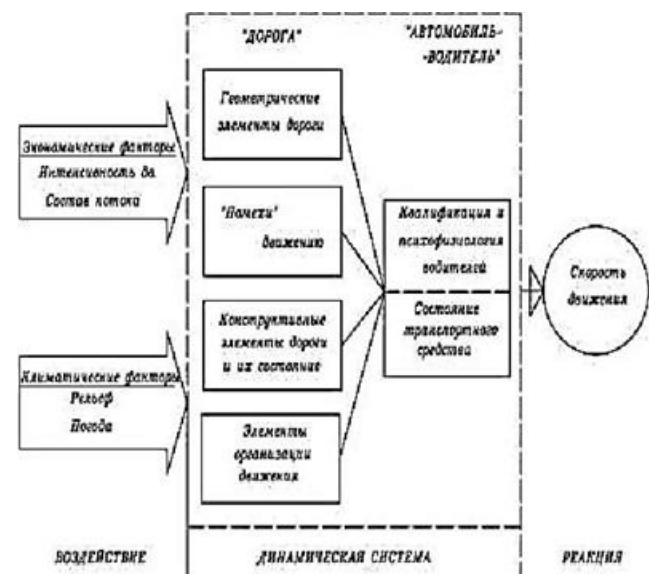 "ДОРОГА"
"АВТОМОБИЛЬ-
-ВОДИТЕЛЬ"
Экономические факторы
Интенсивность дв.
Состав потока
Климатические факторы
Рельеф
Погода
Геометрические
элементы дороги
"Помехи"
движению
Конструктивные
элементы дороги
и их состояние
Элементы
организации
движения
Квалификация и
психофизиология
водителей
Состояние
транспортного
средства
Скорость
движения
ВОЗДЕЙСТВИЕ
ДИНАМИЧЕСКАЯ СИСТЕМА
РЕАКЦИЯ